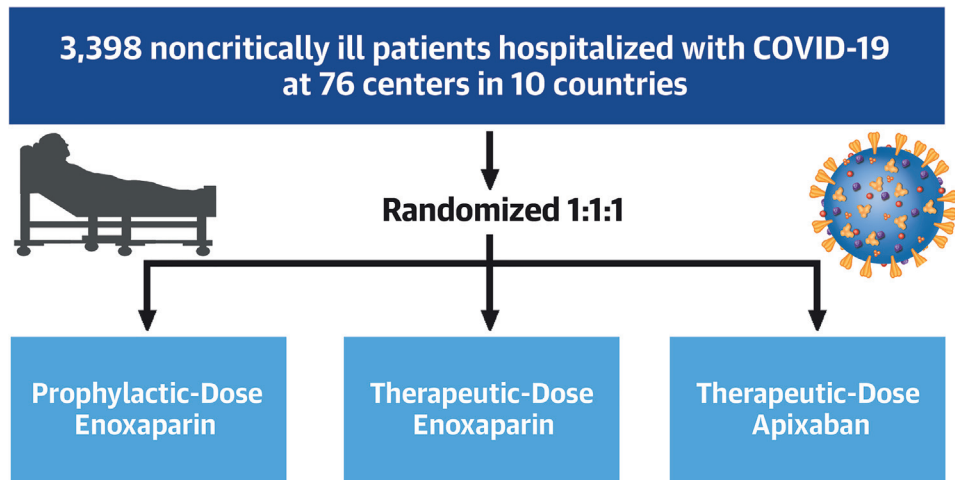 3,398 noncritically ill patients hospitalized with COVID-19
at 76 centers in 10 countries
Randomized 1:1:1
Prophylactic-Dose
Enoxaparin
Therapeutic-Dose
Enoxaparin
Therapeutic-Dose
Apixaban